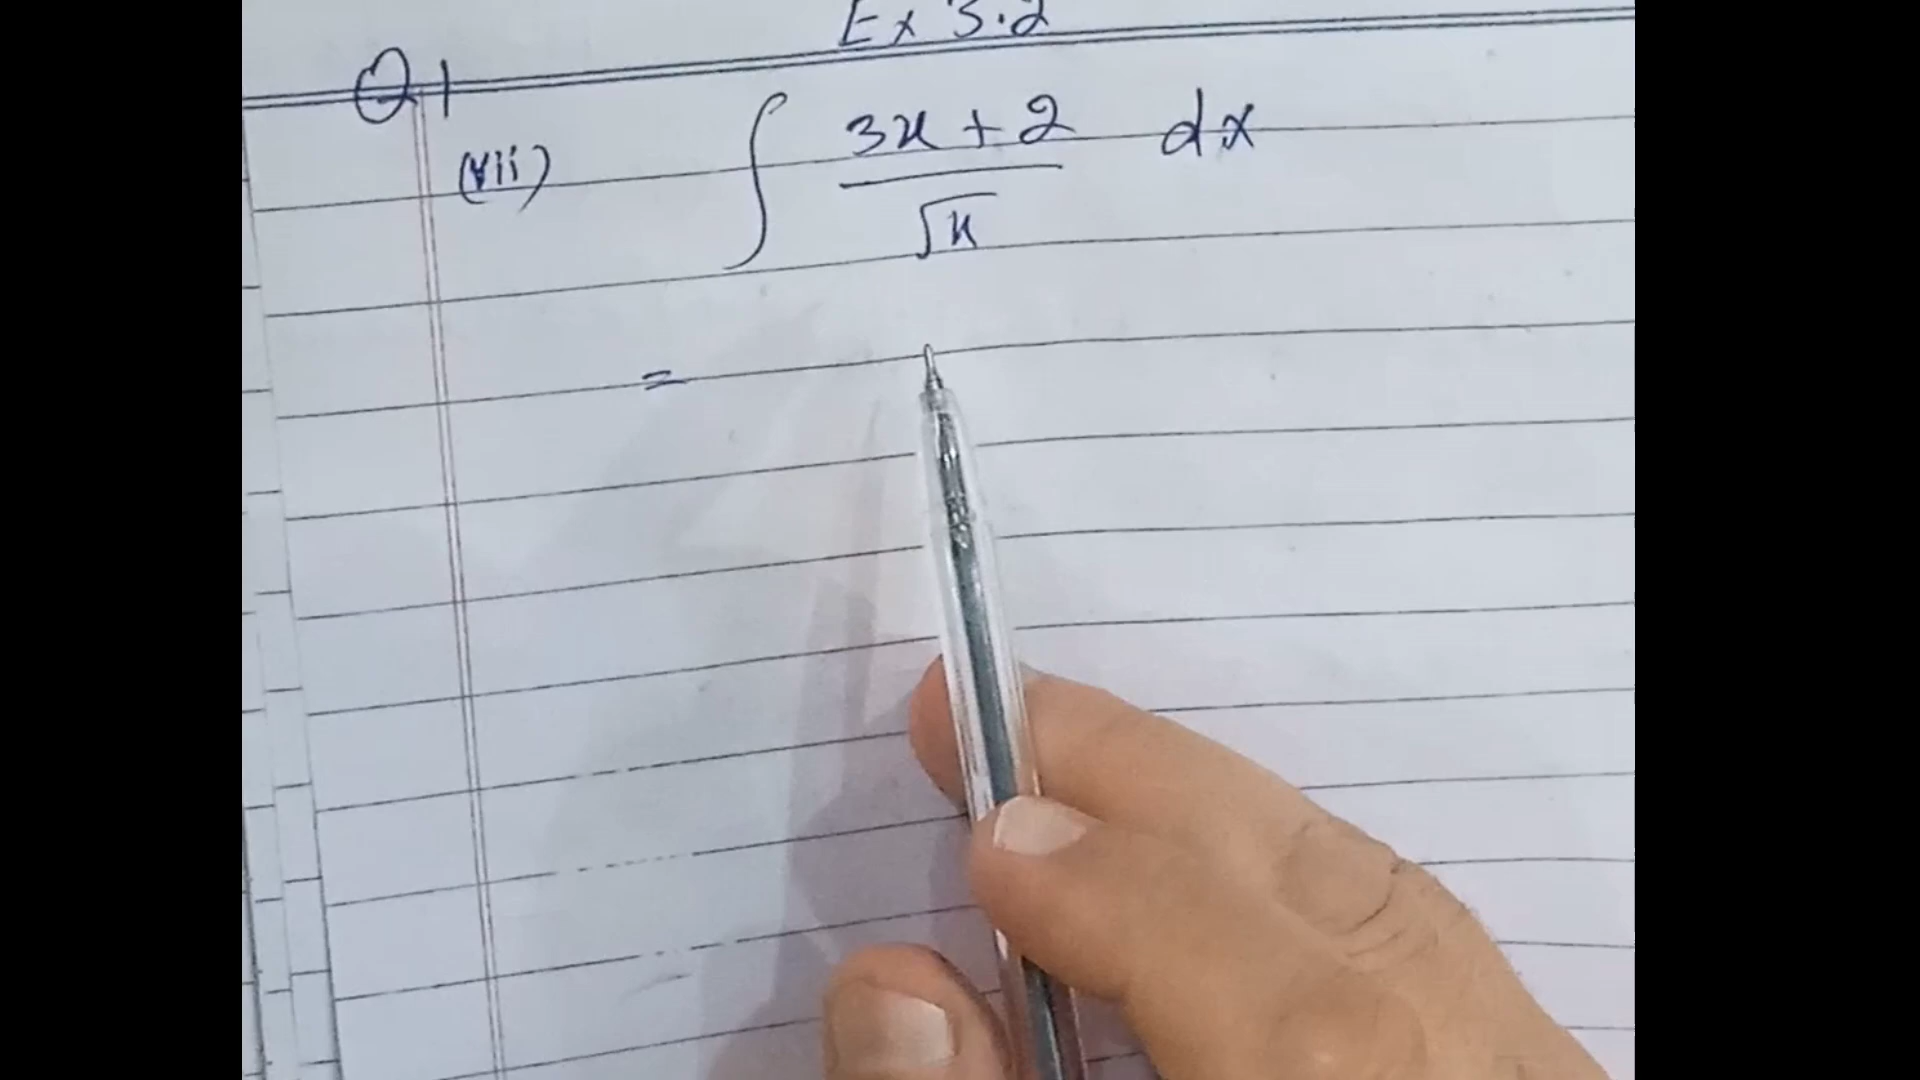 Ex 3.2
Q1
(vii) ∫ 3x+2 / √x dx
=